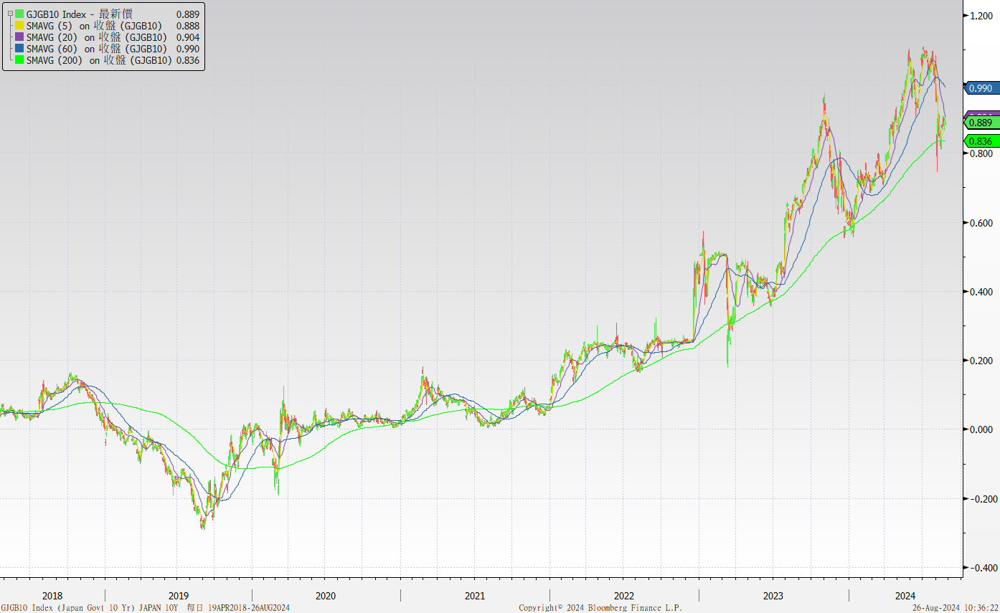 GJGB10 Index - 最新價 0.889
SMAVG (5) on 收盤 (GJGB10) 0.888
SMAVG (20) on 收盤 (GJGB10) 0.904
SMAVG (60) on 收盤 (GJGB10) 0.990
SMAVG (200) on 收盤 (GJGB10) 0.836
1.200
0.990
0.889
0.836
0.800
0.600
0.400
0.200
0.000
-0.200
-0.400
2018 2019 2020 2021 2022 2023 2024
GJGB10 Index (Japan Govt 10 Yr) JAPAN 10Y 每日 19APR2018-26AUG2024 Copyright© 2024 Bloomberg Finance L.P. 26-Aug-2024 10:36:22